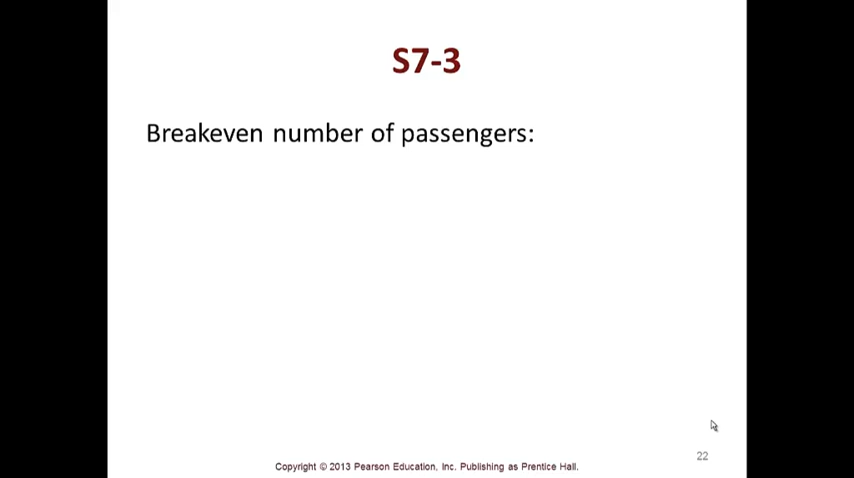 S7-3
Breakeven number of passengers:
22
Copyright © 2013 Pearson Education, Inc. Publishing as Prentice Hall.